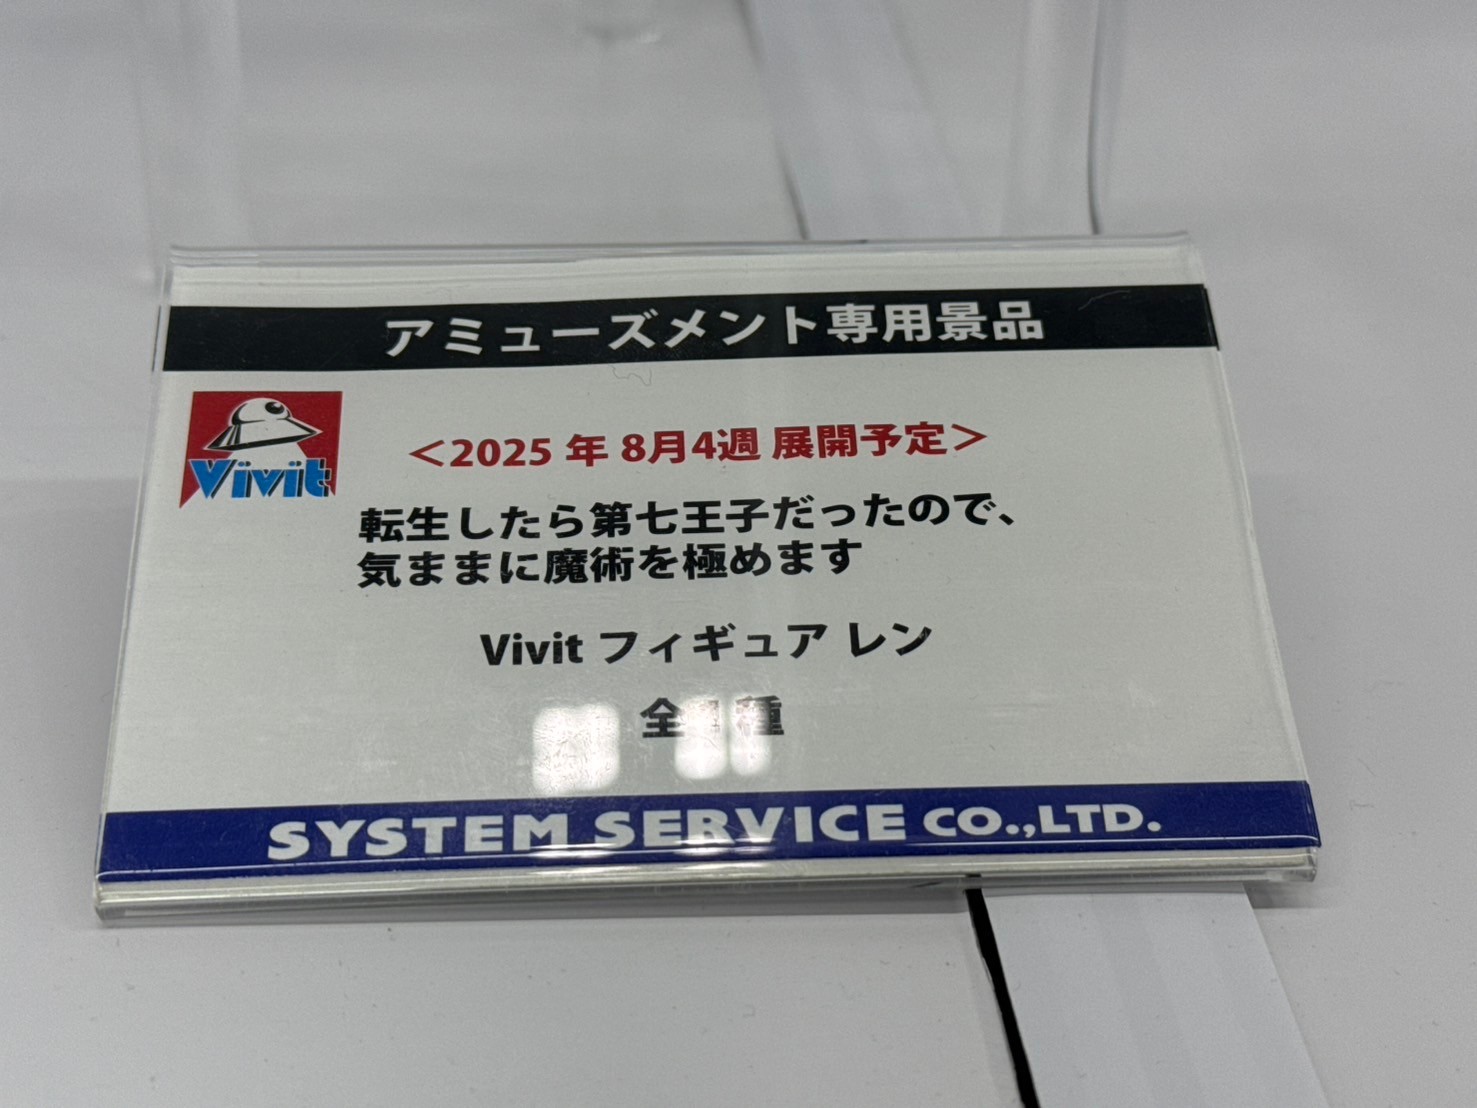 アミューズメント専用景品
Vivit
＜2025 年 8月4週 展開予定＞
転生したら第七王子だったので、
気ままに魔術を極めます
Vivit フィギュア レン
全1種
SYSTEM SERVICE CO.,LTD.